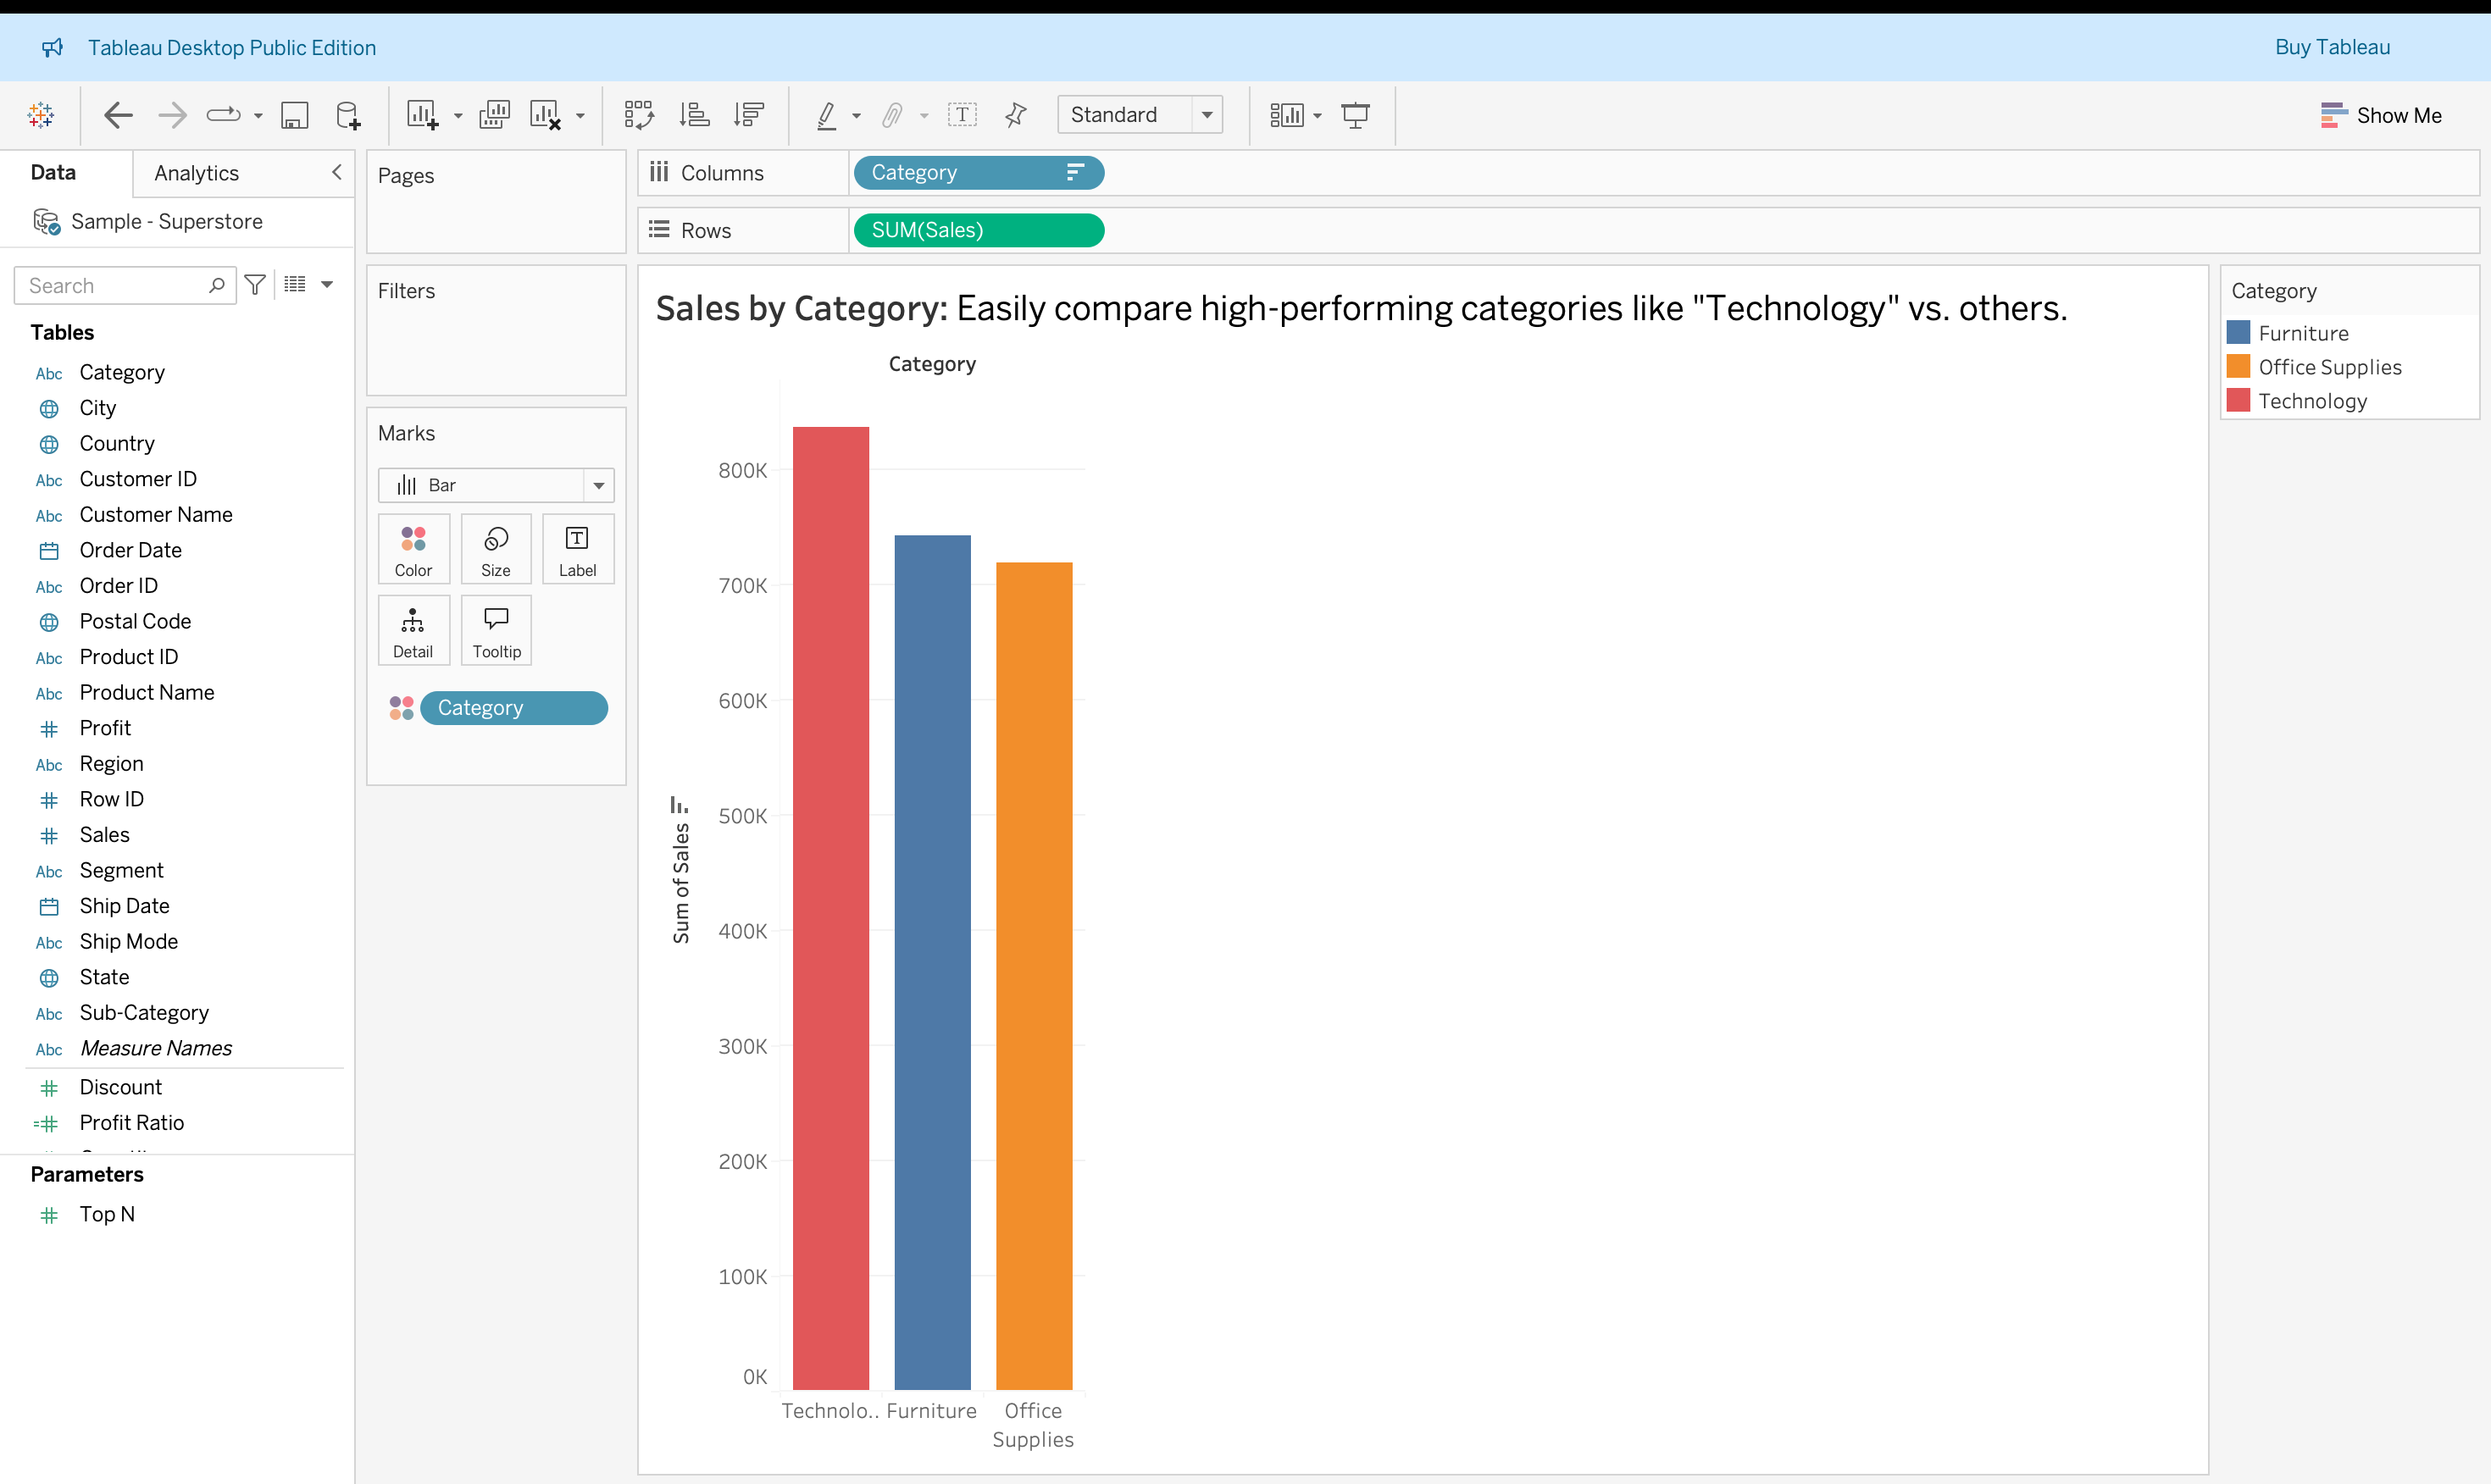 Tableau Desktop Public Edition
Buy Tableau
Standard
Show Me
Data
Analytics
Sample - Superstore
Search
Tables
Abc Category
City
Country
Abc Customer ID
Abc Customer Name
Order Date
Abc Order ID
Postal Code
Abc Product ID
Abc Product Name
# Profit
Abc Region
# Row ID
# Sales
Abc Segment
Ship Date
Abc Ship Mode
State
Abc Sub-Category
Abc Measure Names
# Discount
=# Profit Ratio
Parameters
# Top N
Pages
Filters
Marks
Bar
Color
Size
T
Label
Detail
Tooltip
Category
Columns
Category
Rows
SUM(Sales)
Sales by Category: Easily compare high-performing categories like "Technology" vs. others.
Category
Sum of Sales
800K
700K
600K
500K
400K
300K
200K
100K
0K
Technolo..
Furniture
Office
Supplies
Category
Furniture
Office Supplies
Technology